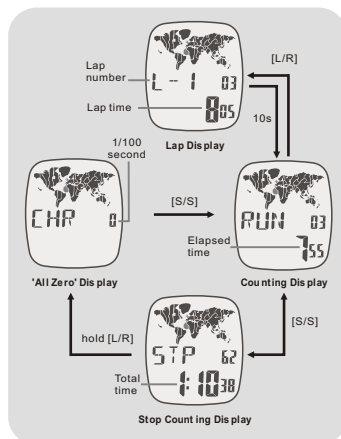 [L/R]
Lap
number
L--1 03
Lap time
8 05
10s
Lap Display
1/100
second
CHR 0
[S/S]
RUN 03
Elapsed
time
7 55
'All Zero' Display
Counting Display
[S/S]
hold [L/R]
STP 62
Total
time
1:10 38
Stop Counting Display